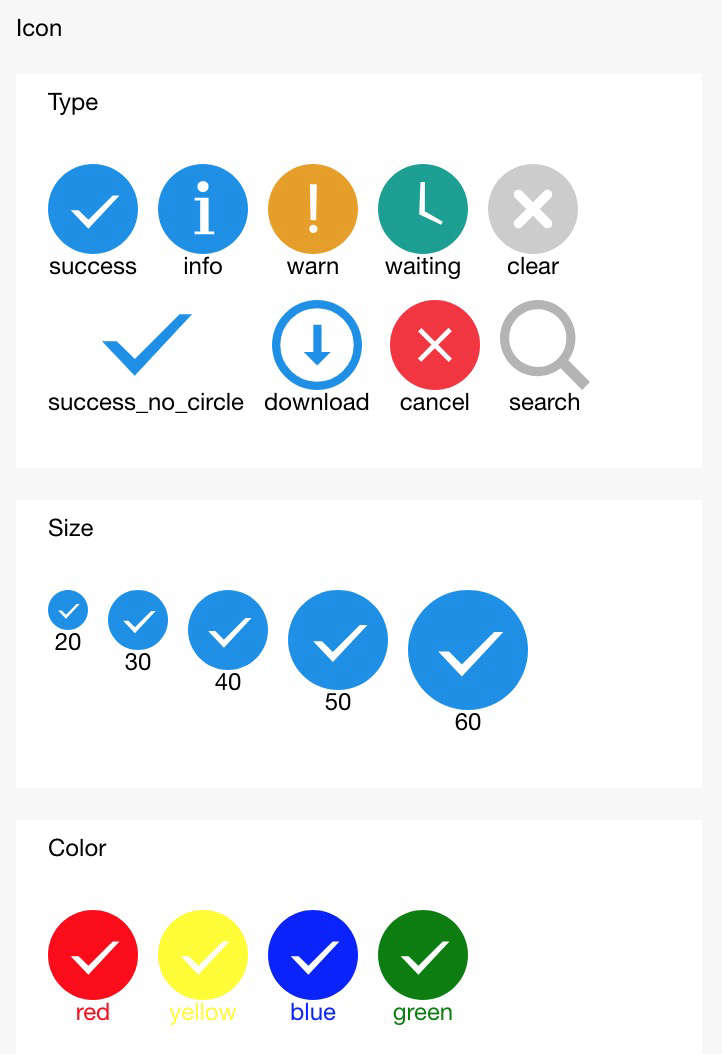 Icon
Type
success info warn waiting clear
success_no_circle download cancel search
Size
20 30 40 50 60
Color
red yellow blue green